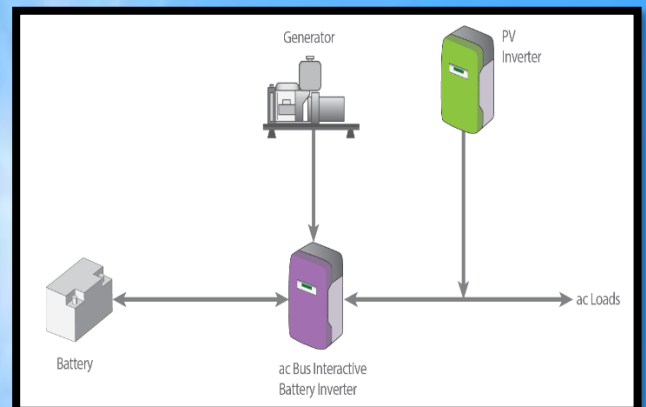 Generator
PV
Inverter
ac Loads
Battery
ac Bus Interactive
Battery Inverter